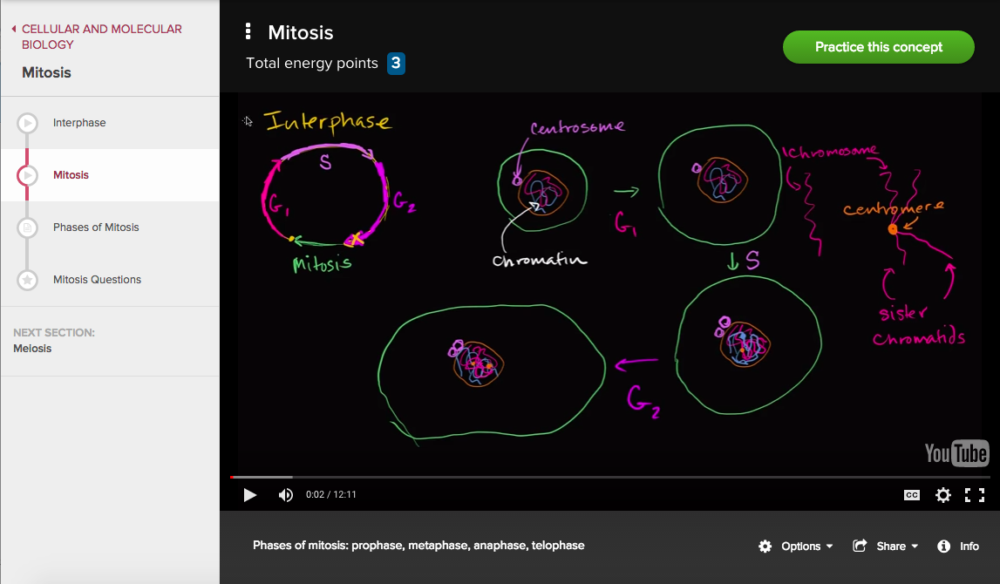 CELLULAR AND MOLECULAR
BIOLOGY
Mitosis
Interphase
Mitosis
Phases of Mitosis
Mitosis Questions
NEXT SECTION:
Meiosis
Mitosis
Total energy points 3
Practice this concept
Interphase
S
G1
G2
Mitosis
Centrosome
Chromatin
G1
Chromosome
Centromere
S
sister
Chromatids
G2
YouTube
0:02 / 12:11
CC
Phases of mitosis: prophase, metaphase, anaphase, telophase
Options
Share
Info